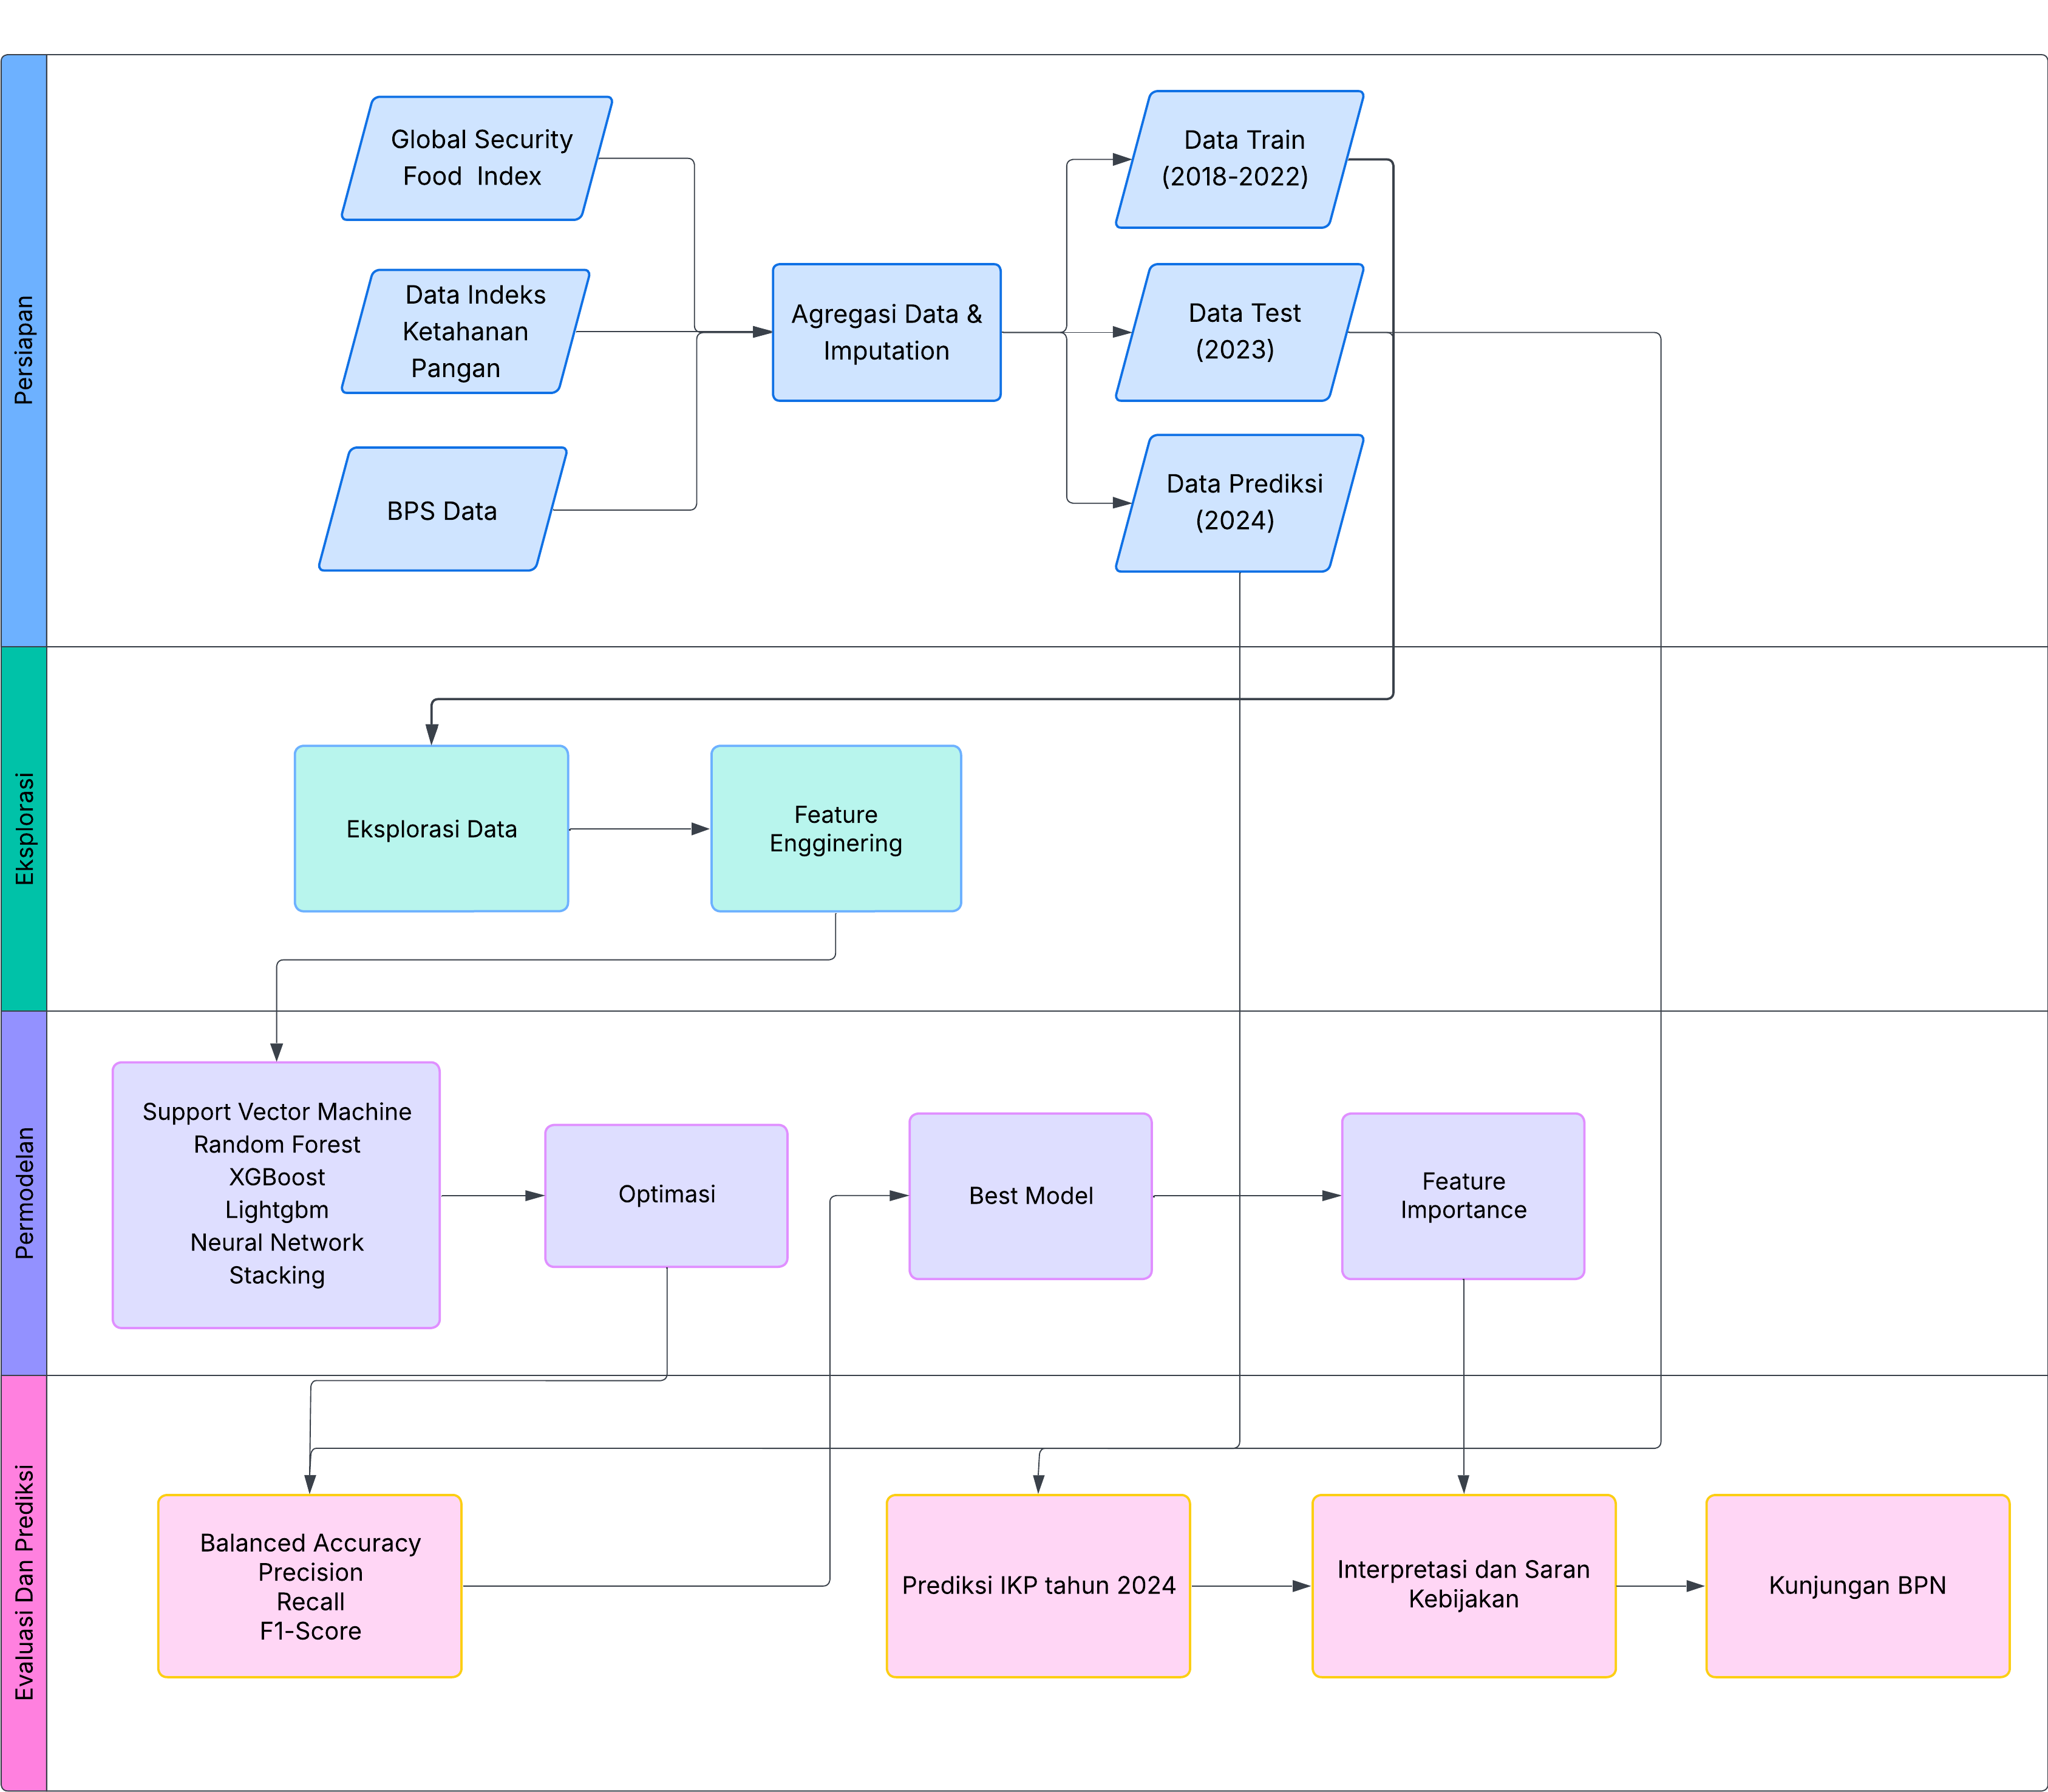 Persiapan
Global Security
Food Index
Data Indeks
Ketahanan
Pangan
BPS Data
Agregasi Data &
Imputation
Data Train
(2018-2022)
Data Test
(2023)
Data Prediksi
(2024)
Eksplorasi
Eksplorasi Data
Feature
Engginering
Permodelan
Support Vector Machine
Random Forest
XGBoost
Lightgbm
Neural Network
Stacking
Optimasi
Best Model
Feature
Importance
Evaluasi Dan Prediksi
Balanced Accuracy
Precision
Recall
F1-Score
Prediksi IKP tahun 2024
Interpretasi dan Saran
Kebijakan
Kunjungan BPN